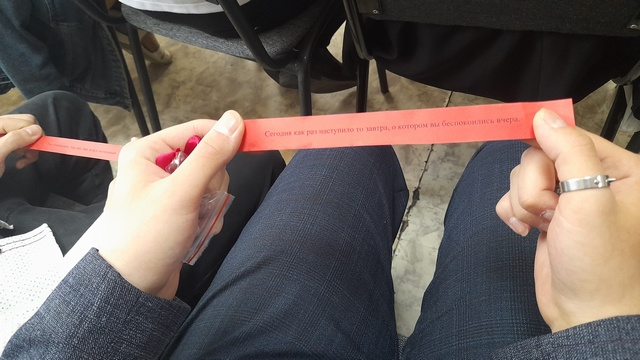 Сегодня как раз наступило то завтра, о котором вы беспокоились вчера.